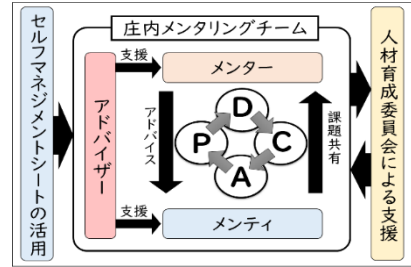 庄内メンタリングチーム
セルフマネジメントシートの活用
アドバイザー
支援
メンター
アドバイス
P
D
C
A
課題共有
支援
メンティ
人材育成委員会による支援